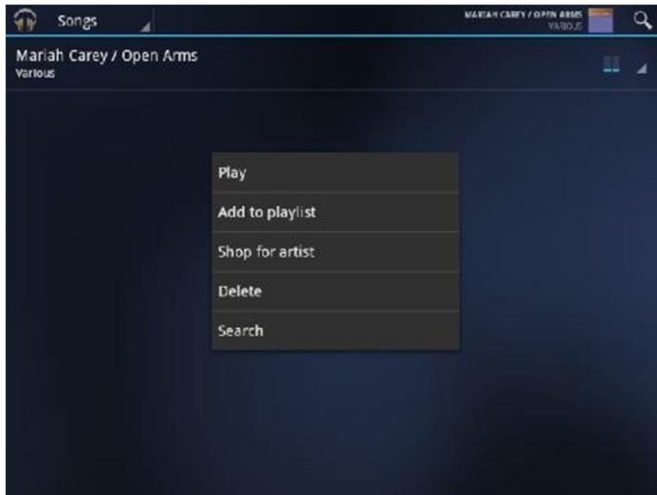 Songs
MARIAH CAREY / OPEN ARMS
VARIOUS
Mariah Carey / Open Arms
Various
Play
Add to playlist
Shop for artist
Delete
Search